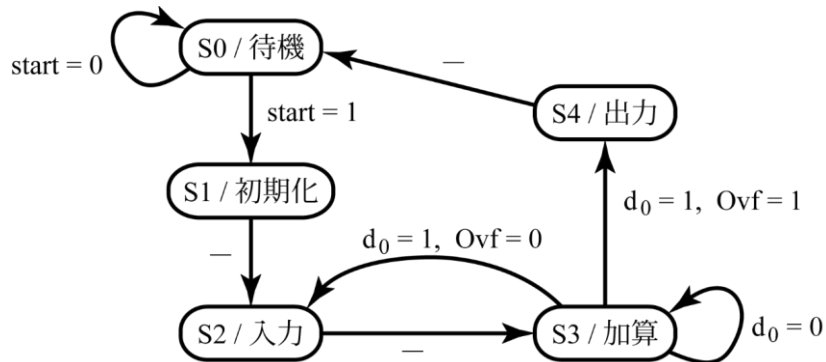 S0 / 待機
start = 0
—
start = 1
S4 / 出力
S1 / 初期化
d₀ = 1, Ovf = 1
—
d₀ = 1, Ovf = 0
S2 / 入力
—
S3 / 加算
d₀ = 0